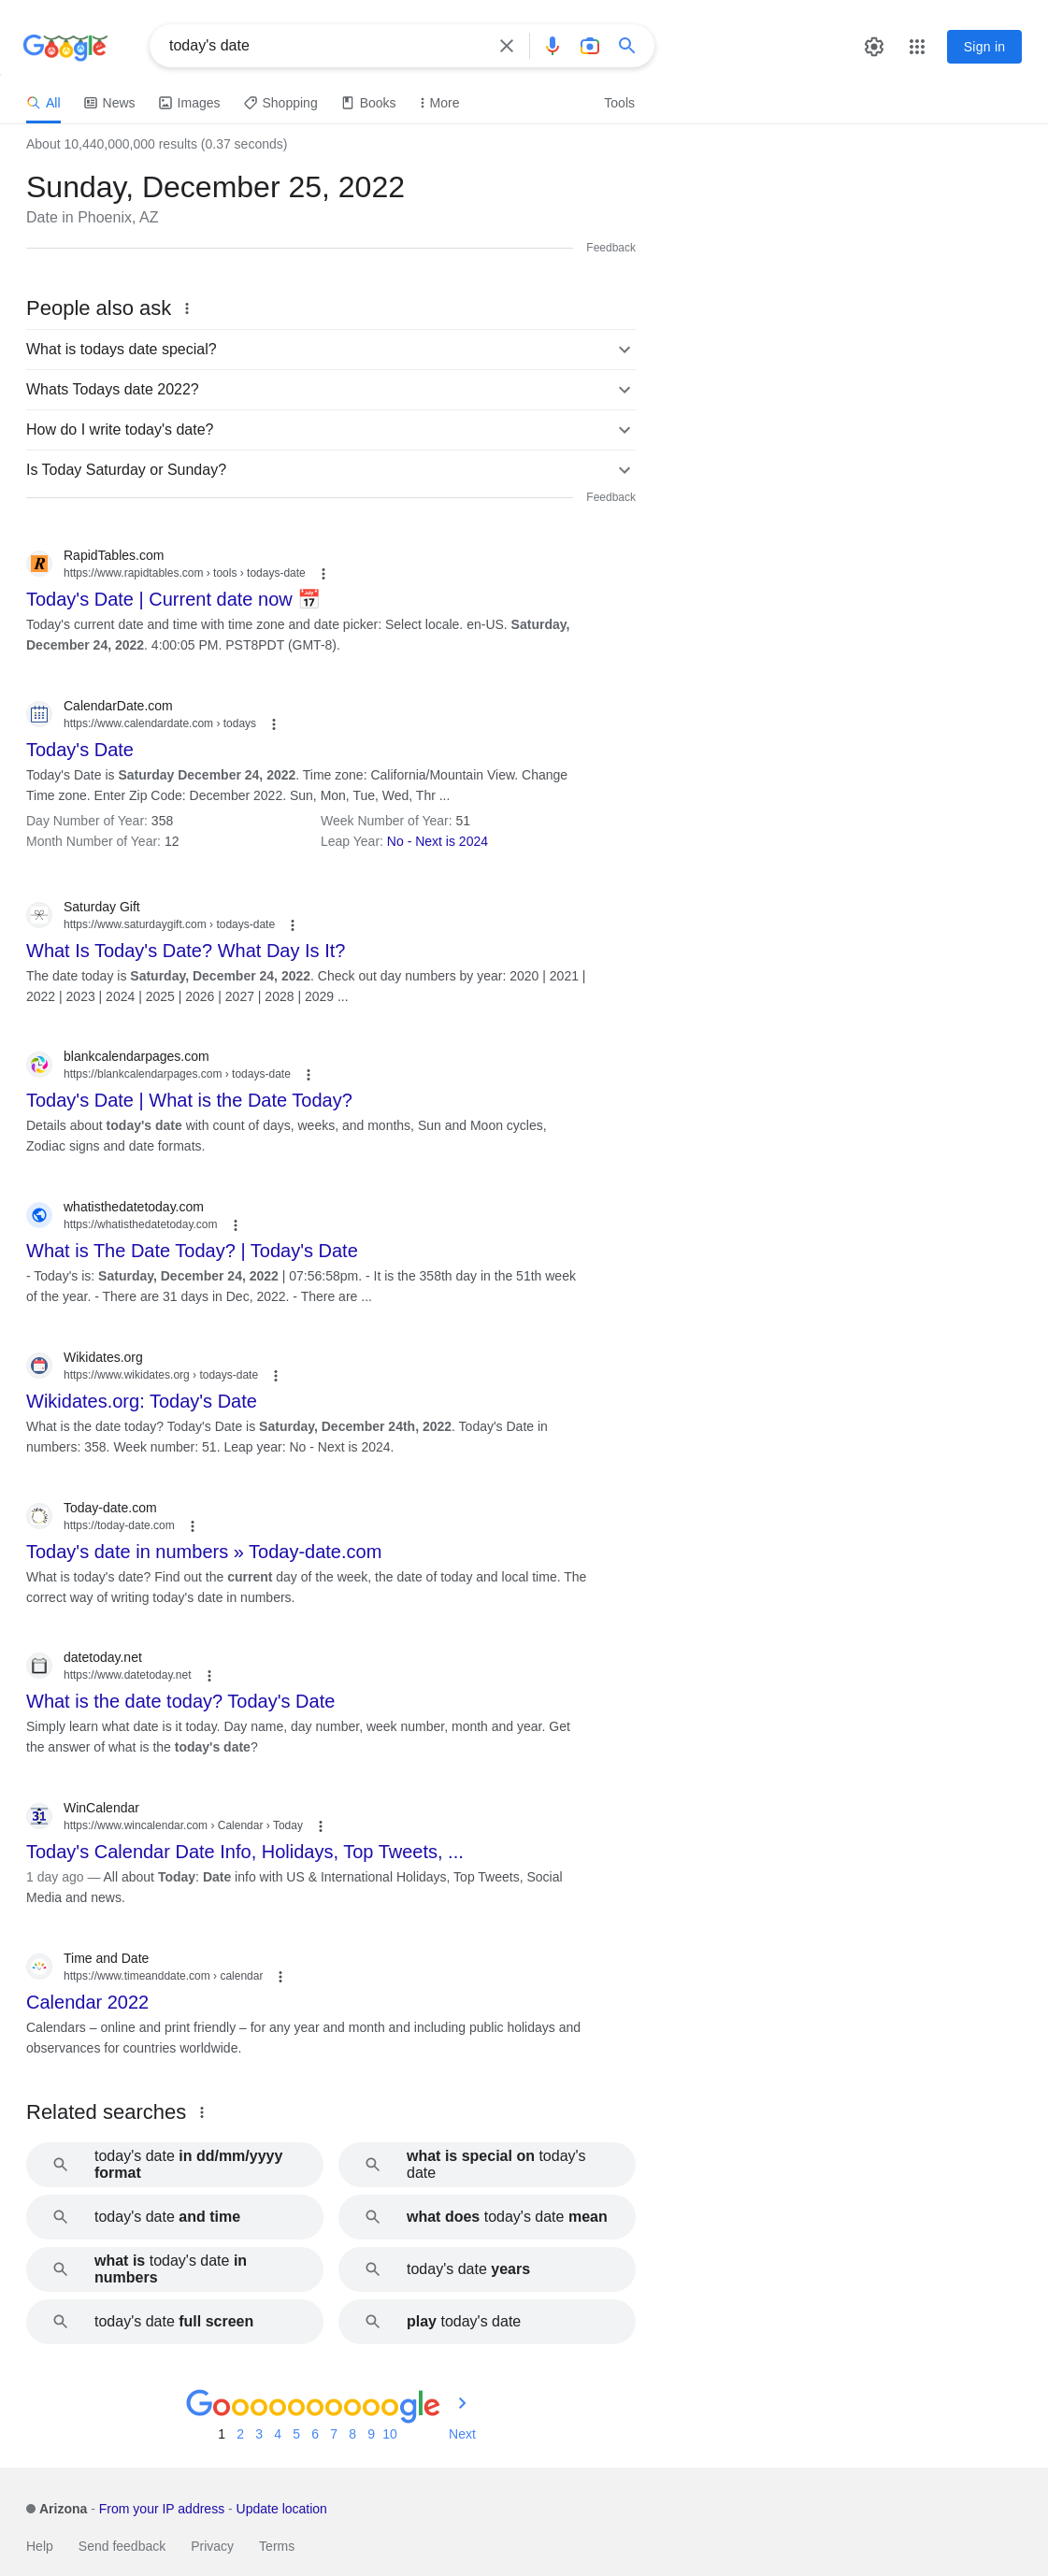 Google
today's date
Sign in
All News Images Shopping Books More Tools
About 10,440,000,000 results (0.37 seconds)
Sunday, December 25, 2022
Date in Phoenix, AZ
Feedback
People also ask
What is todays date special?
Whats Todays date 2022?
How do I write today's date?
Is Today Saturday or Sunday?
Feedback
R
RapidTables.com
https://www.rapidtables.com › tools › todays-date
Today's Date | Current date now 📅
Today's current date and time with time zone and date picker: Select locale. en-US. Saturday,
December 24, 2022. 4:00:05 PM. PST8PDT (GMT-8).
CalendarDate.com
https://www.calendardate.com › todays
Today's Date
Today's Date is Saturday December 24, 2022. Time zone: California/Mountain View. Change
Time zone. Enter Zip Code: December 2022. Sun, Mon, Tue, Wed, Thr ...
Day Number of Year: 358 Week Number of Year: 51
Month Number of Year: 12 Leap Year: No - Next is 2024
Saturday Gift
https://www.saturdaygift.com › todays-date
What Is Today's Date? What Day Is It?
The date today is Saturday, December 24, 2022. Check out day numbers by year: 2020 | 2021 |
2022 | 2023 | 2024 | 2025 | 2026 | 2027 | 2028 | 2029 ...
blankcalendarpages.com
https://blankcalendarpages.com › todays-date
Today's Date | What is the Date Today?
Details about today's date with count of days, weeks, and months, Sun and Moon cycles,
Zodiac signs and date formats.
whatisthedatetoday.com
https://whatisthedatetoday.com
What is The Date Today? | Today's Date
- Today's is: Saturday, December 24, 2022 | 07:56:58pm. - It is the 358th day in the 51th week
of the year. - There are 31 days in Dec, 2022. - There are ...
Wikidates.org
https://www.wikidates.org › todays-date
Wikidates.org: Today's Date
What is the date today? Today's Date is Saturday, December 24th, 2022. Today's Date in
numbers: 358. Week number: 51. Leap year: No - Next is 2024.
Today-date.com
https://today-date.com
Today's date in numbers » Today-date.com
What is today's date? Find out the current day of the week, the date of today and local time. The
correct way of writing today's date in numbers.
datetoday.net
https://www.datetoday.net
What is the date today? Today's Date
Simply learn what date is it today. Day name, day number, week number, month and year. Get
the answer of what is the today's date?
31
WinCalendar
https://www.wincalendar.com › Calendar › Today
Today's Calendar Date Info, Holidays, Top Tweets, ...
1 day ago — All about Today: Date info with US & International Holidays, Top Tweets, Social
Media and news.
Time and Date
https://www.timeanddate.com › calendar
Calendar 2022
Calendars – online and print friendly – for any year and month and including public holidays and
observances for countries worldwide.
Related searches
today's date in dd/mm/yyyy
format
what is special on today's
date
today's date and time
what does today's date mean
what is today's date in
numbers
today's date years
today's date full screen
play today's date
Goooooooooogle
1 2 3 4 5 6 7 8 9 10 Next
Arizona - From your IP address - Update location
Help Send feedback Privacy Terms